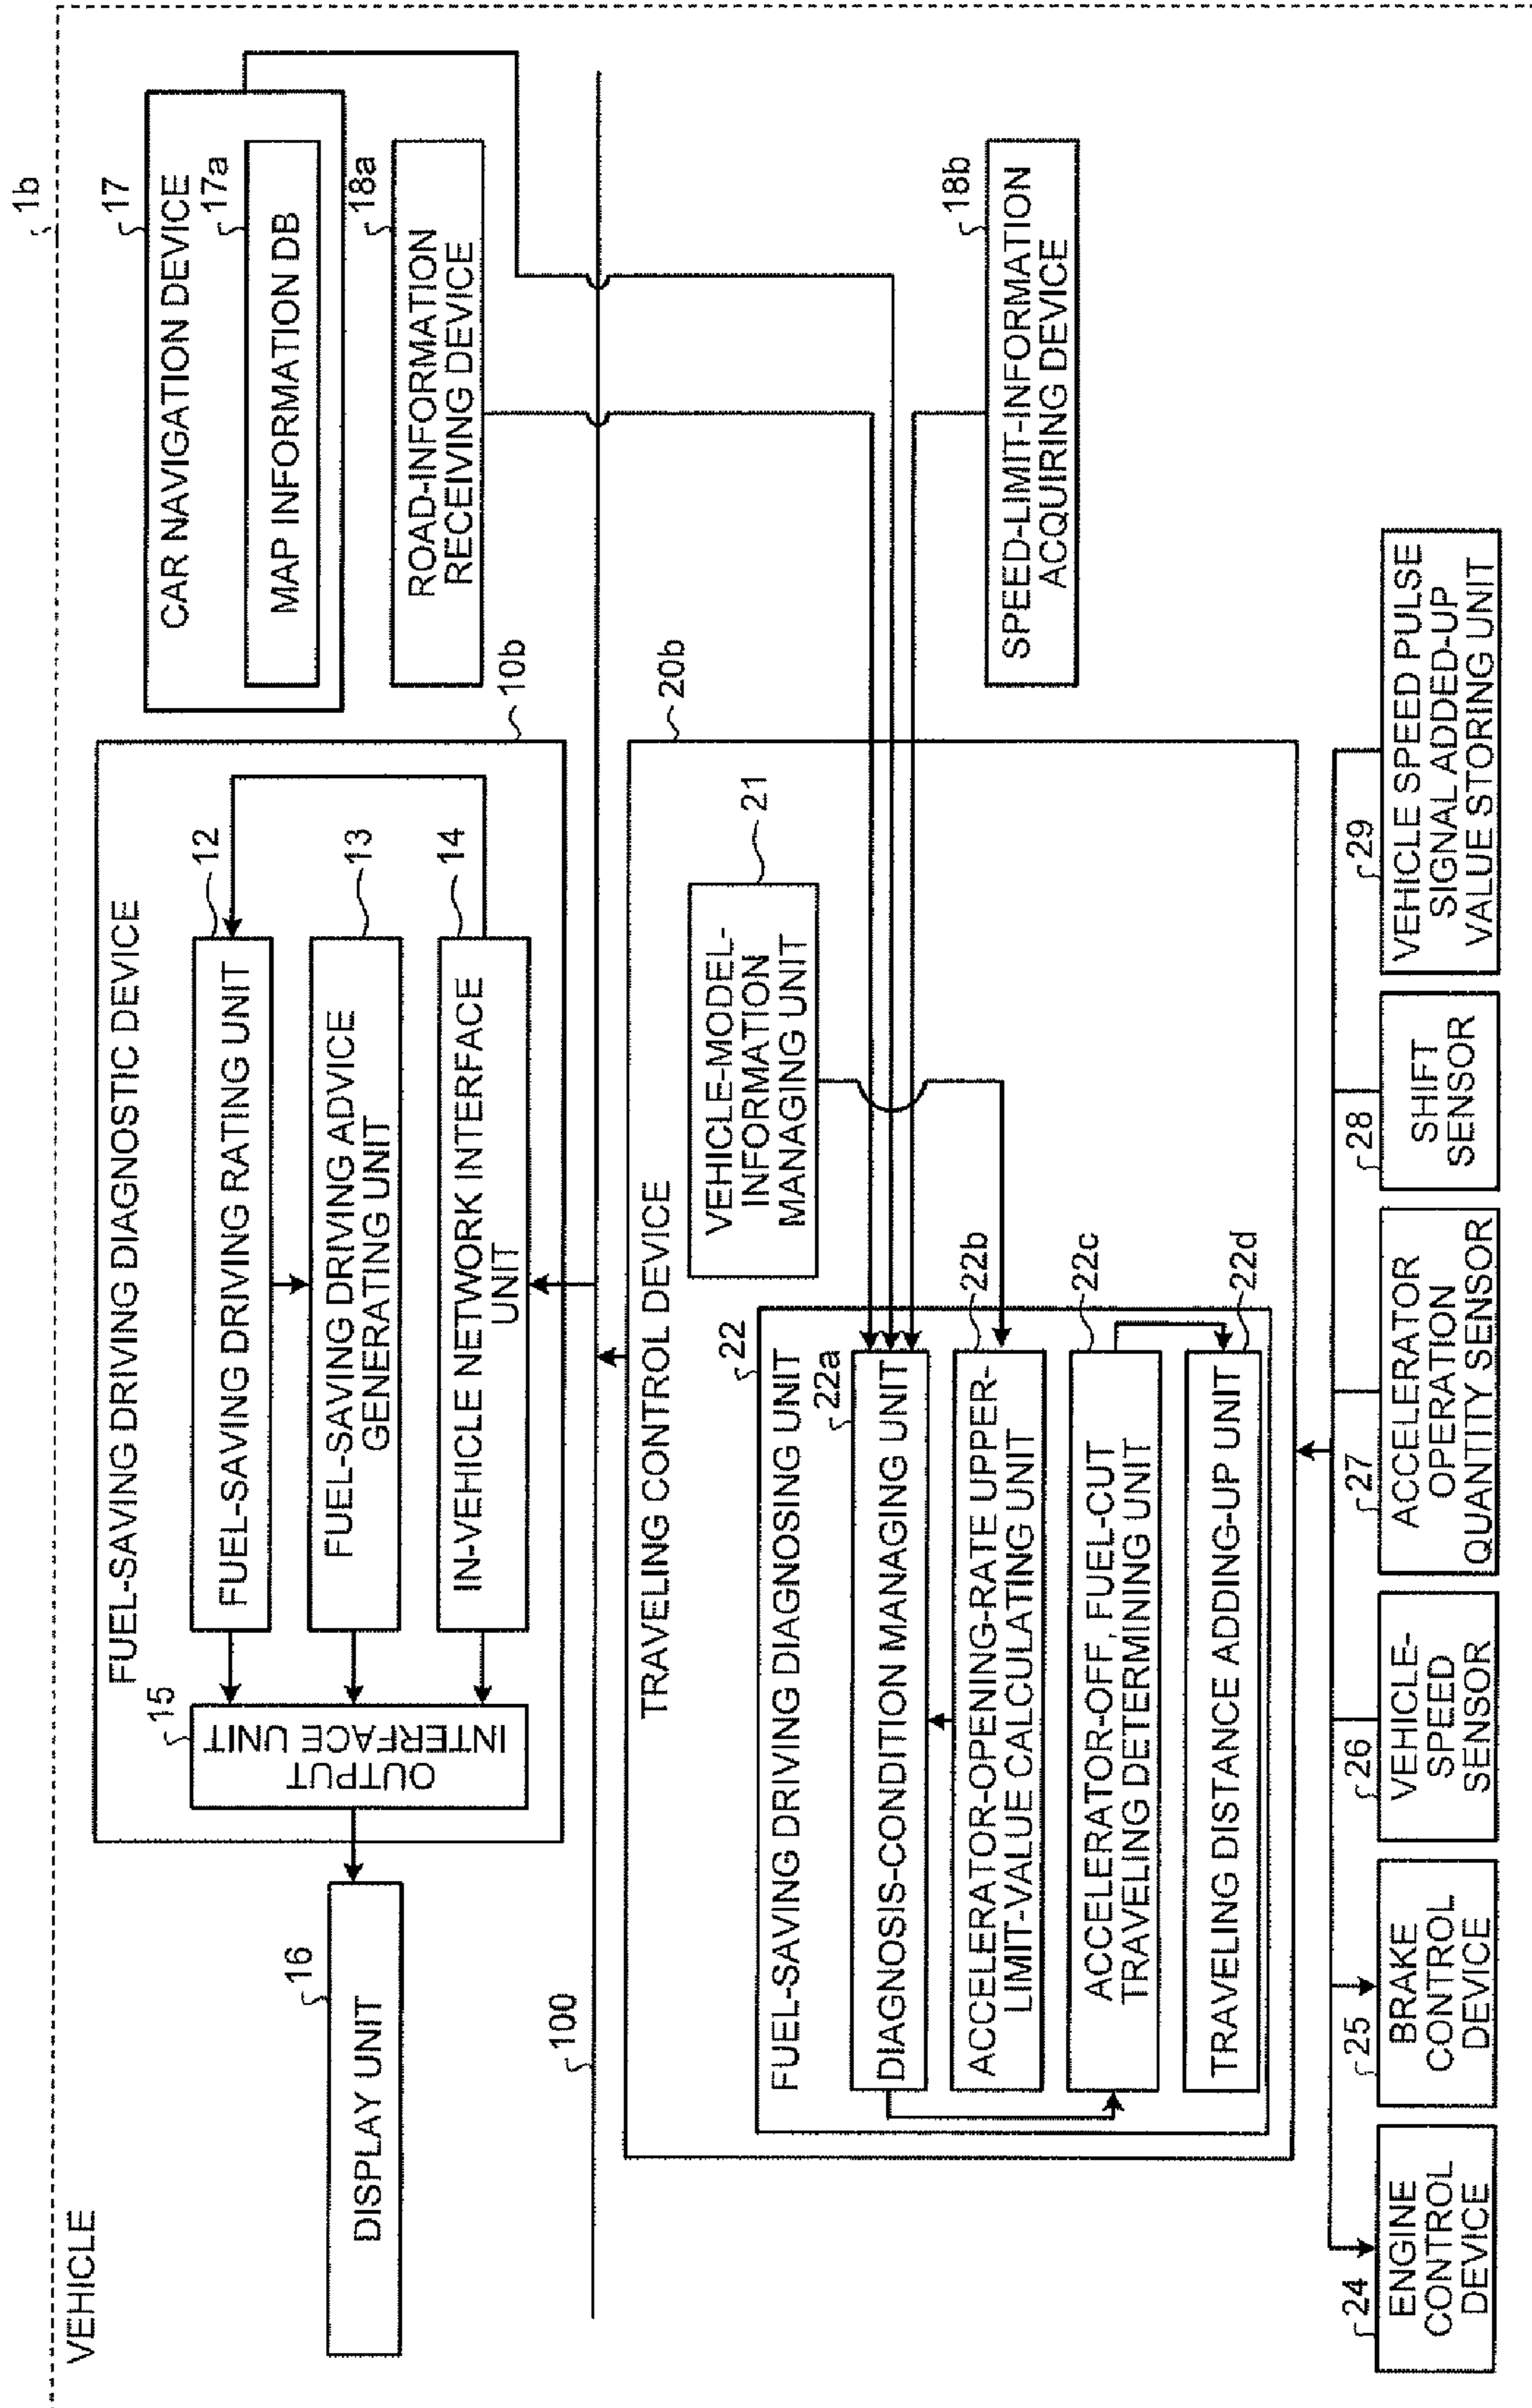 VEHICLE
1b
FUEL-SAVING DRIVING DIAGNOSTIC DEVICE
10b
FUEL-SAVING DRIVING RATING UNIT
12
FUEL-SAVING DRIVING ADVICE
GENERATING UNIT
13
IN-VEHICLE NETWORK INTERFACE
UNIT
14
15
OUTPUT
INTERFACE UNIT
16
DISPLAY UNIT
17
CAR NAVIGATION DEVICE
17a
MAP INFORMATION DB
18a
ROAD-INFORMATION
RECEIVING DEVICE
100
TRAVELING CONTROL DEVICE
20b
VEHICLE-MODEL-
INFORMATION
MANAGING UNIT
21
18b
SPEED-LIMIT-INFORMATION
ACQUIRING DEVICE
FUEL-SAVING DRIVING DIAGNOSING UNIT
22
22a
DIAGNOSIS-CONDITION MANAGING UNIT
22b
ACCELERATOR-OPENING-RATE UPPER-
LIMIT-VALUE CALCULATING UNIT
22c
ACCELERATOR-OFF, FUEL-CUT
TRAVELING DETERMINING UNIT
22d
TRAVELING DISTANCE ADDING-UP UNIT
24
ENGINE
CONTROL
DEVICE
25
BRAKE
CONTROL
DEVICE
26
VEHICLE-
SPEED
SENSOR
27
ACCELERATOR
OPERATION
QUANTITY SENSOR
28
SHIFT
SENSOR
29
VEHICLE SPEED PULSE
SIGNAL ADDED-UP
VALUE STORING UNIT